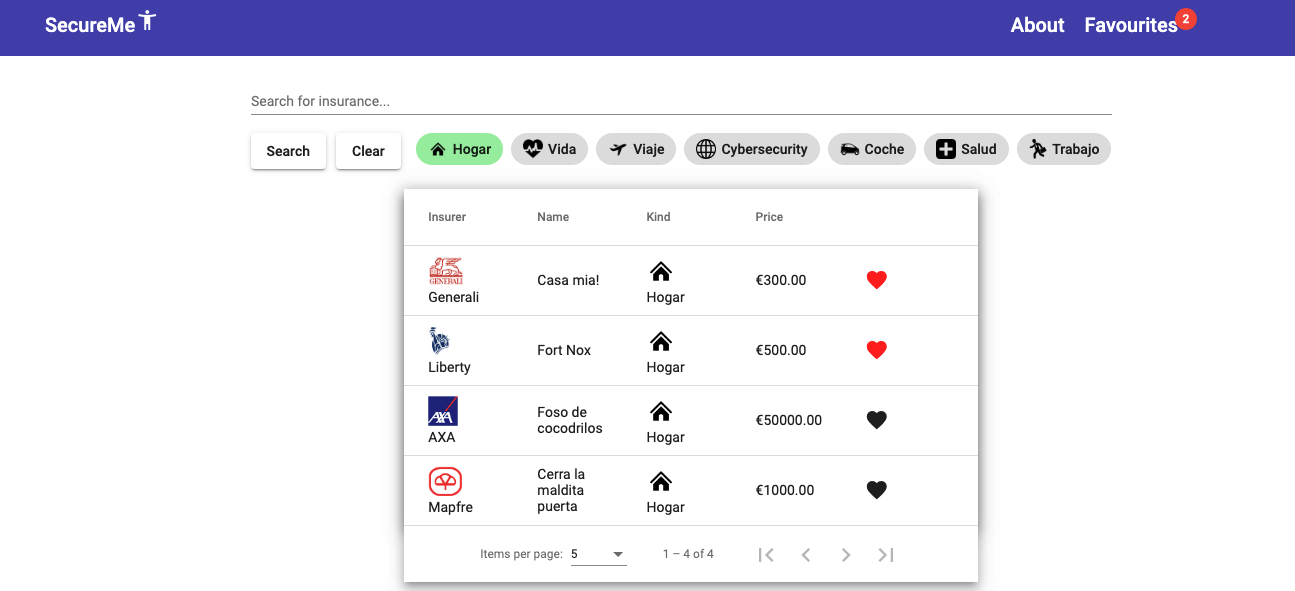 SecureMe
About
Favourites
2
Search for insurance...
Search
Clear
Hogar
Vida
Viaje
Cybersecurity
Coche
Salud
Trabajo
Insurer
Name
Kind
Price
GENERALI
Generali
Casa mia!
Hogar
€300.00
Liberty
Fort Nox
Hogar
€500.00
AXA
AXA
Foso de
cocodrilos
Hogar
€50000.00
Mapfre
Cerra la
maldita
puerta
Hogar
€1000.00
Items per page:
5
1 – 4 of 4